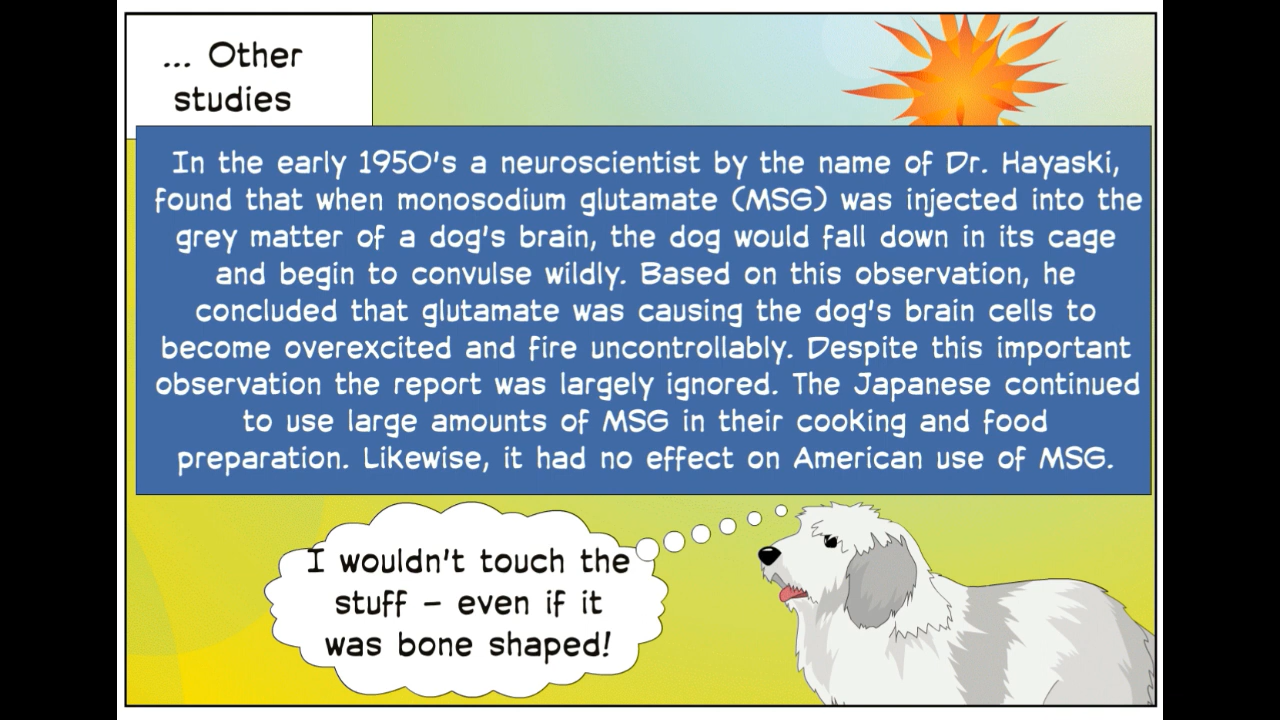 ... Other
studies
In the early 1950's a neuroscientist by the name of Dr. Hayaski,
found that when monosodium glutamate (MSG) was injected into the
grey matter of a dog's brain, the dog would fall down in its cage
and begin to convulse wildly. Based on this observation, he
concluded that glutamate was causing the dog's brain cells to
become overexcited and fire uncontrollably. Despite this important
observation the report was largely ignored. The Japanese continued
to use large amounts of MSG in their cooking and food
preparation. Likewise, it had no effect on American use of MSG.
I wouldn't touch the
stuff – even if it
was bone shaped!